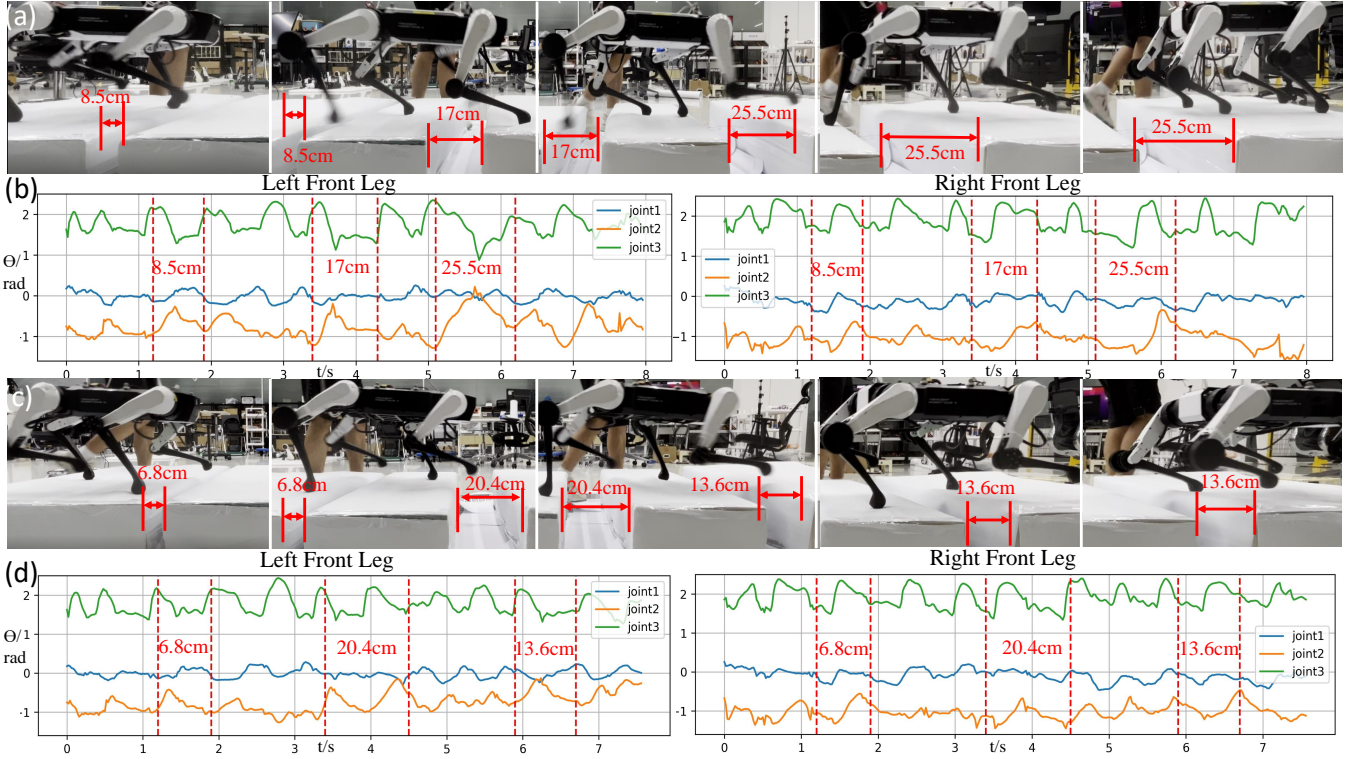 a)
8.5cm
8.5cm
17cm
17cm
25.5cm
25.5cm
25.5cm
(b)
Left Front Leg
Right Front Leg
2
1
0
-1
Θ/
rad
joint1
joint2
joint3
8.5cm
17cm
25.5cm
0 1 2 3 4 5 6 7 8
t/s
2
1
0
−1
joint1
joint2
joint3
8.5cm
17cm
25.5cm
0 1 2 3 4 5 6 7 8
t/s
c)
6.8cm
6.8cm
20.4cm
20.4cm
13.6cm
13.6cm
13.6cm
(d)
Left Front Leg
Right Front Leg
2
1
0
-1
Θ/
rad
joint1
joint2
joint3
6.8cm
20.4cm
13.6cm
0 1 2 3 4 5 6 7
t/s
2
1
0
−1
joint1
joint2
joint3
6.8cm
20.4cm
13.6cm
0 1 2 3 4 5 6 7
t/s